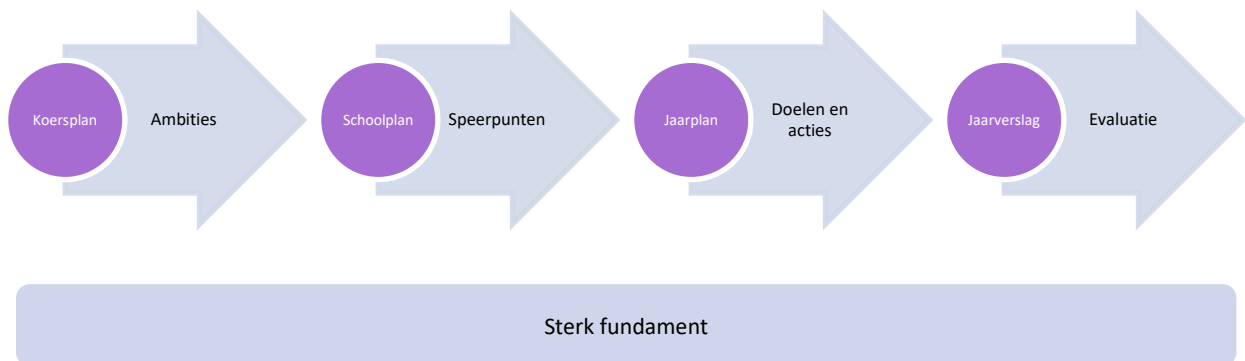 Koersplan
Ambities
Schoolplan
Speerpunten
Jaarplan
Doelen en
acties
Jaarverslag
Evaluatie
Sterk fundament